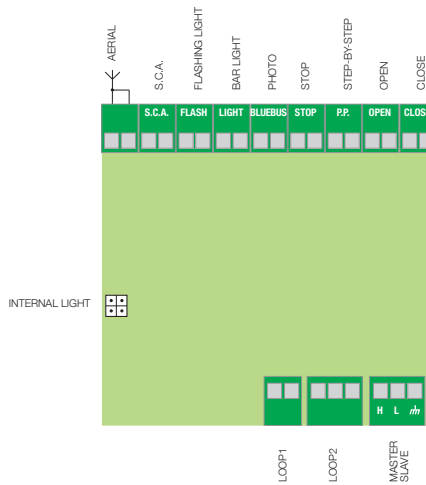 AERIAL
S.C.A.
FLASHING LIGHT
BAR LIGHT
PHOTO
STOP
STEP-BY-STEP
OPEN
CLOSE
S.C.A.
FLASH
LIGHT
BLUEBUS
STOP
P.P.
OPEN
CLOS
INTERNAL LIGHT
H L
LOOP1
LOOP2
MASTER
SLAVE